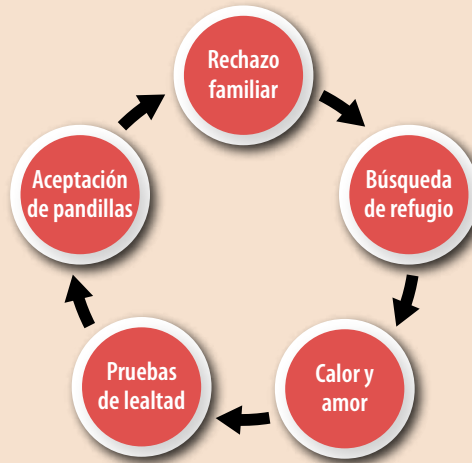 Rechazo
familiar
Búsqueda
de refugio
Calor y
amor
Pruebas
de lealtad
Aceptación
de pandillas